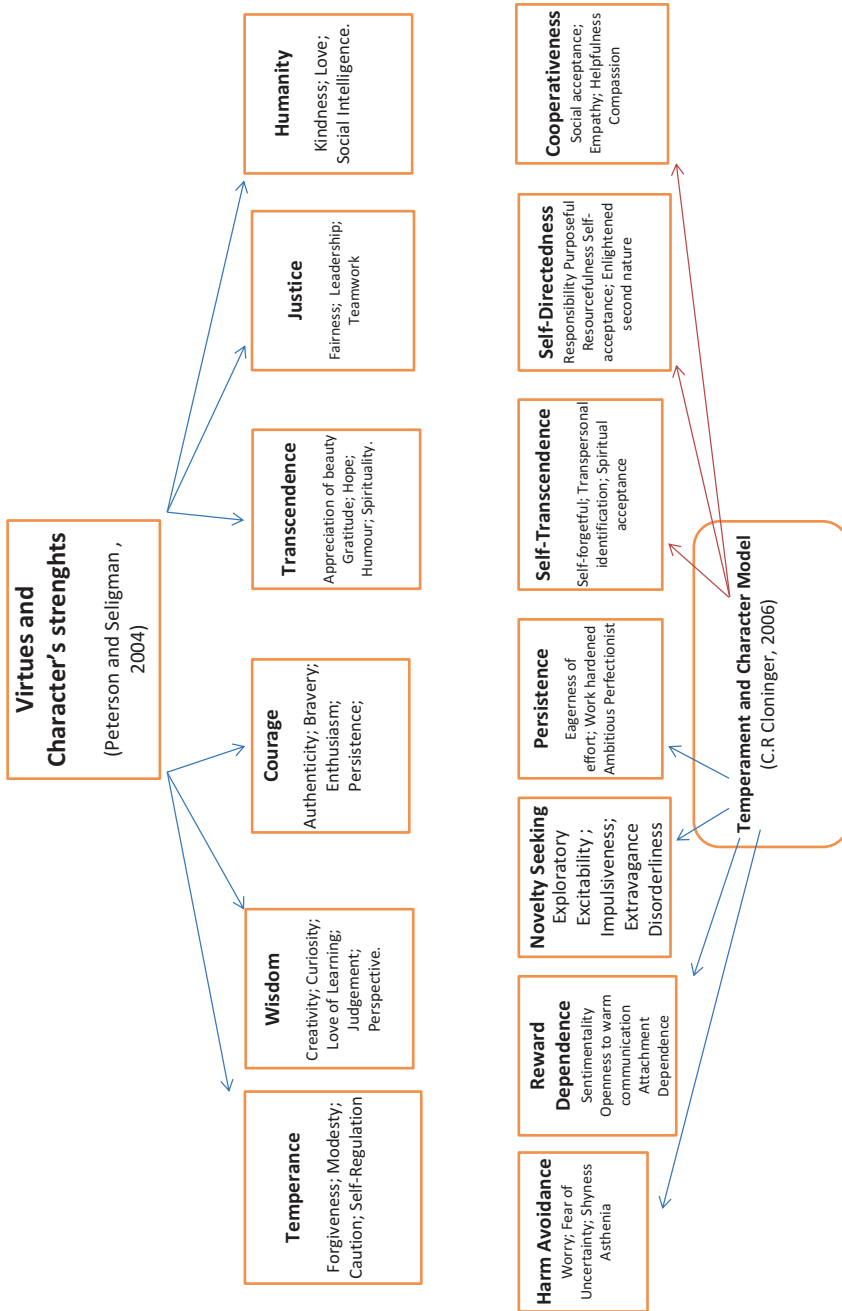 Virtues and
Character’s strenghts
(Peterson and Seligman ,
2004)
Temperance
Forgiveness; Modesty;
Caution; Self-Regulation
Wisdom
Creativity; Curiosity;
Love of Learning;
Judgement;
Perspective.
Courage
Authenticity; Bravery;
Enthusiasm;
Persistence;
Transcendence
Appreciation of beauty
Gratitude; Hope;
Humour; Spirituality.
Justice
Fairness; Leadership;
Teamwork
Humanity
Kindness; Love;
Social Intelligence.
Harm Avoidance
Worry; Fear of
Uncertainty; Shyness
Asthenia
Reward
Dependence
Sentimentality
Openness to warm
communication
Attachment
Dependence
Novelty Seeking
Exploratory
Excitability ;
Impulsiveness;
Extravagance
Disorderliness
Persistence
Eagerness of
effort; Work hardened
Ambitious Perfectionist
Self-Transcendence
Self-forgetful; Transpersonal
identification; Spiritual
acceptance
Self-Directedness
Responsibility Purposeful
Resourcefulness Self-
acceptance; Enlightened
second nature
Cooperativeness
Social acceptance;
Empathy; Helpfulness
Compassion
Temperament and Character Model
(C.R Cloninger, 2006)